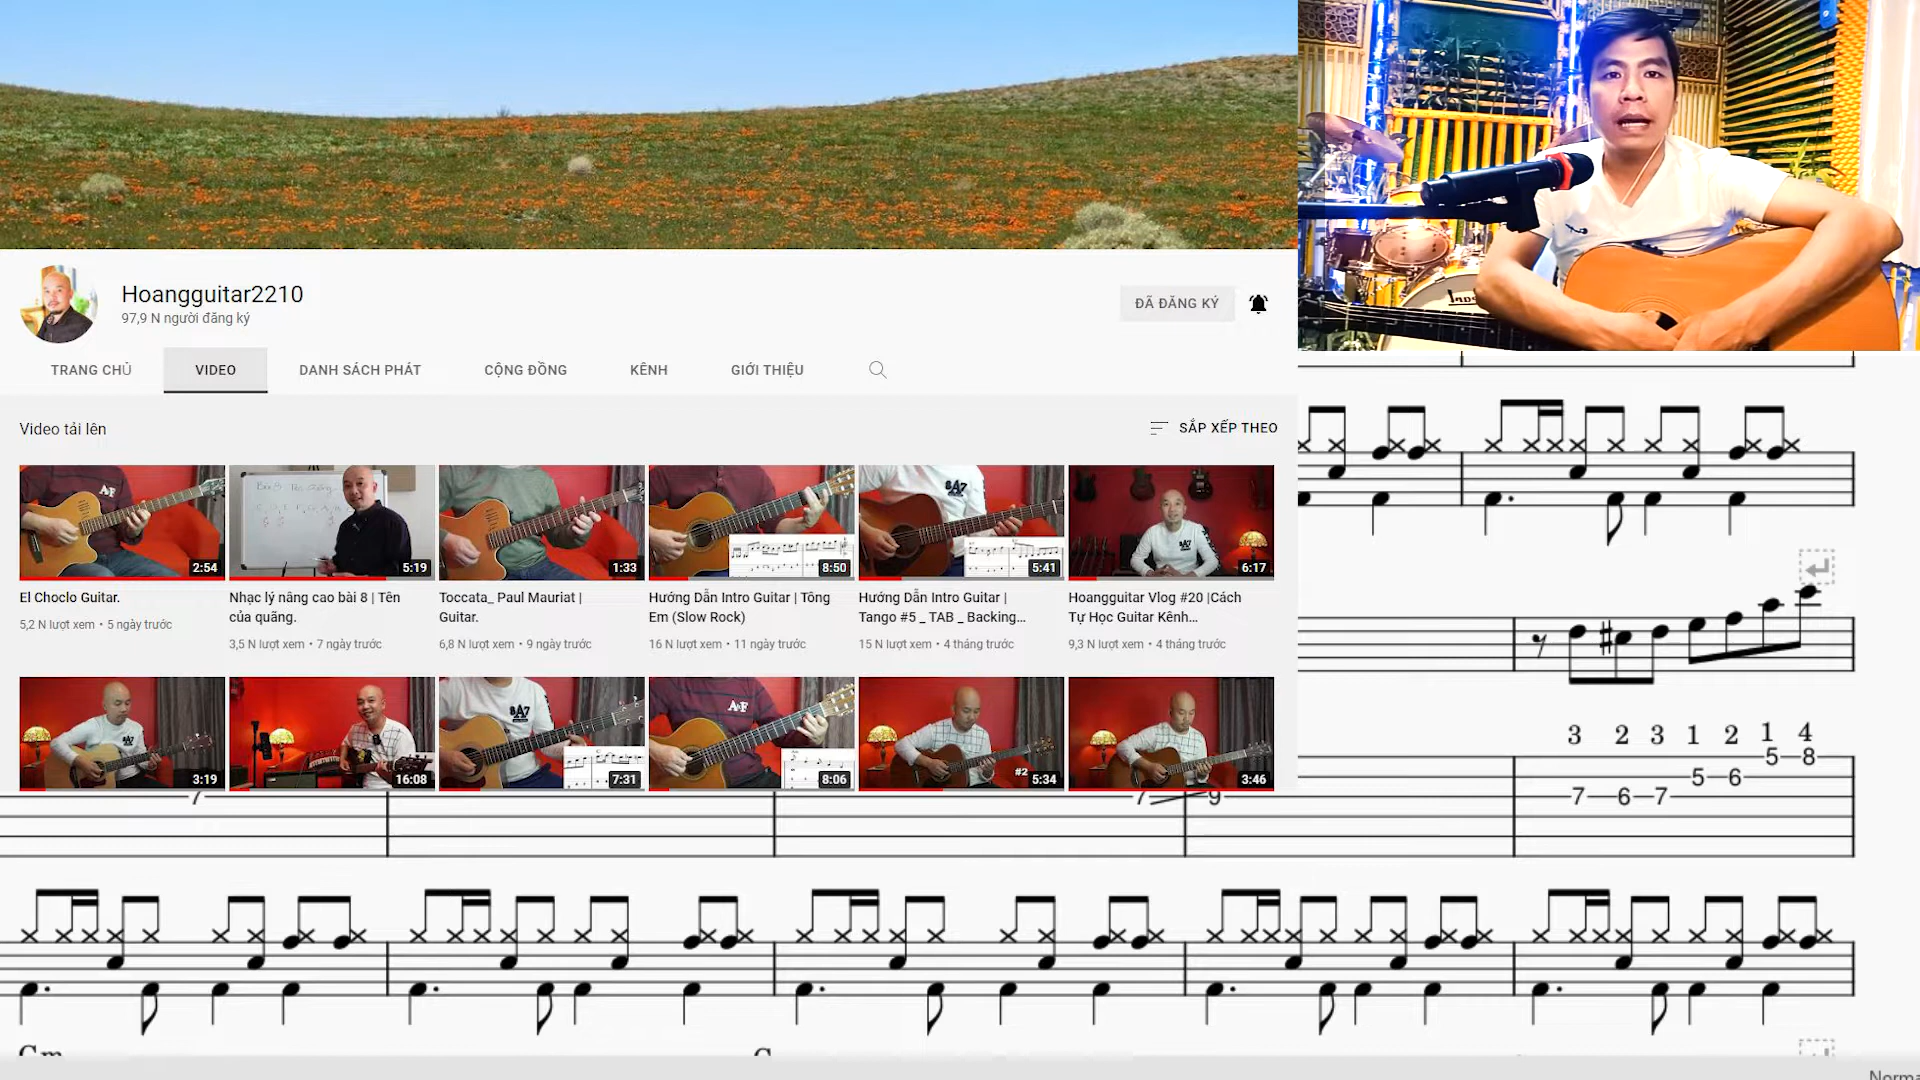 Hoangguitar2210
97,9 N người đăng ký
ĐÃ ĐĂNG KÝ
TRANG CHỦ
VIDEO
DANH SÁCH PHÁT
CỘNG ĐỒNG
KÊNH
GIỚI THIỆU
Video tải lên
SẮP XẾP THEO
2:54
5:19
1:33
8:50
5:41
6:17
El Choclo Guitar.
5,2 N lượt xem • 5 ngày trước
Nhạc lý nâng cao bài 8 | Tên
của quãng.
3,5 N lượt xem • 7 ngày trước
Toccata_ Paul Mauriat |
Guitar.
6,8 N lượt xem • 9 ngày trước
Hướng Dẫn Intro Guitar | Tông
Em (Slow Rock)
16 N lượt xem • 11 ngày trước
Hướng Dẫn Intro Guitar |
Tango #5 _ TAB _ Backing...
15 N lượt xem • 4 tháng trước
Hoangguitar Vlog #20 |Cách
Tự Học Guitar Kênh...
9,3 N lượt xem • 4 tháng trước
3:19
16:08
7:31
8:06
#2 5:34
3:46
3 2 3 1 2 1 4
5 8
5 6
7 6 7
7
7 9